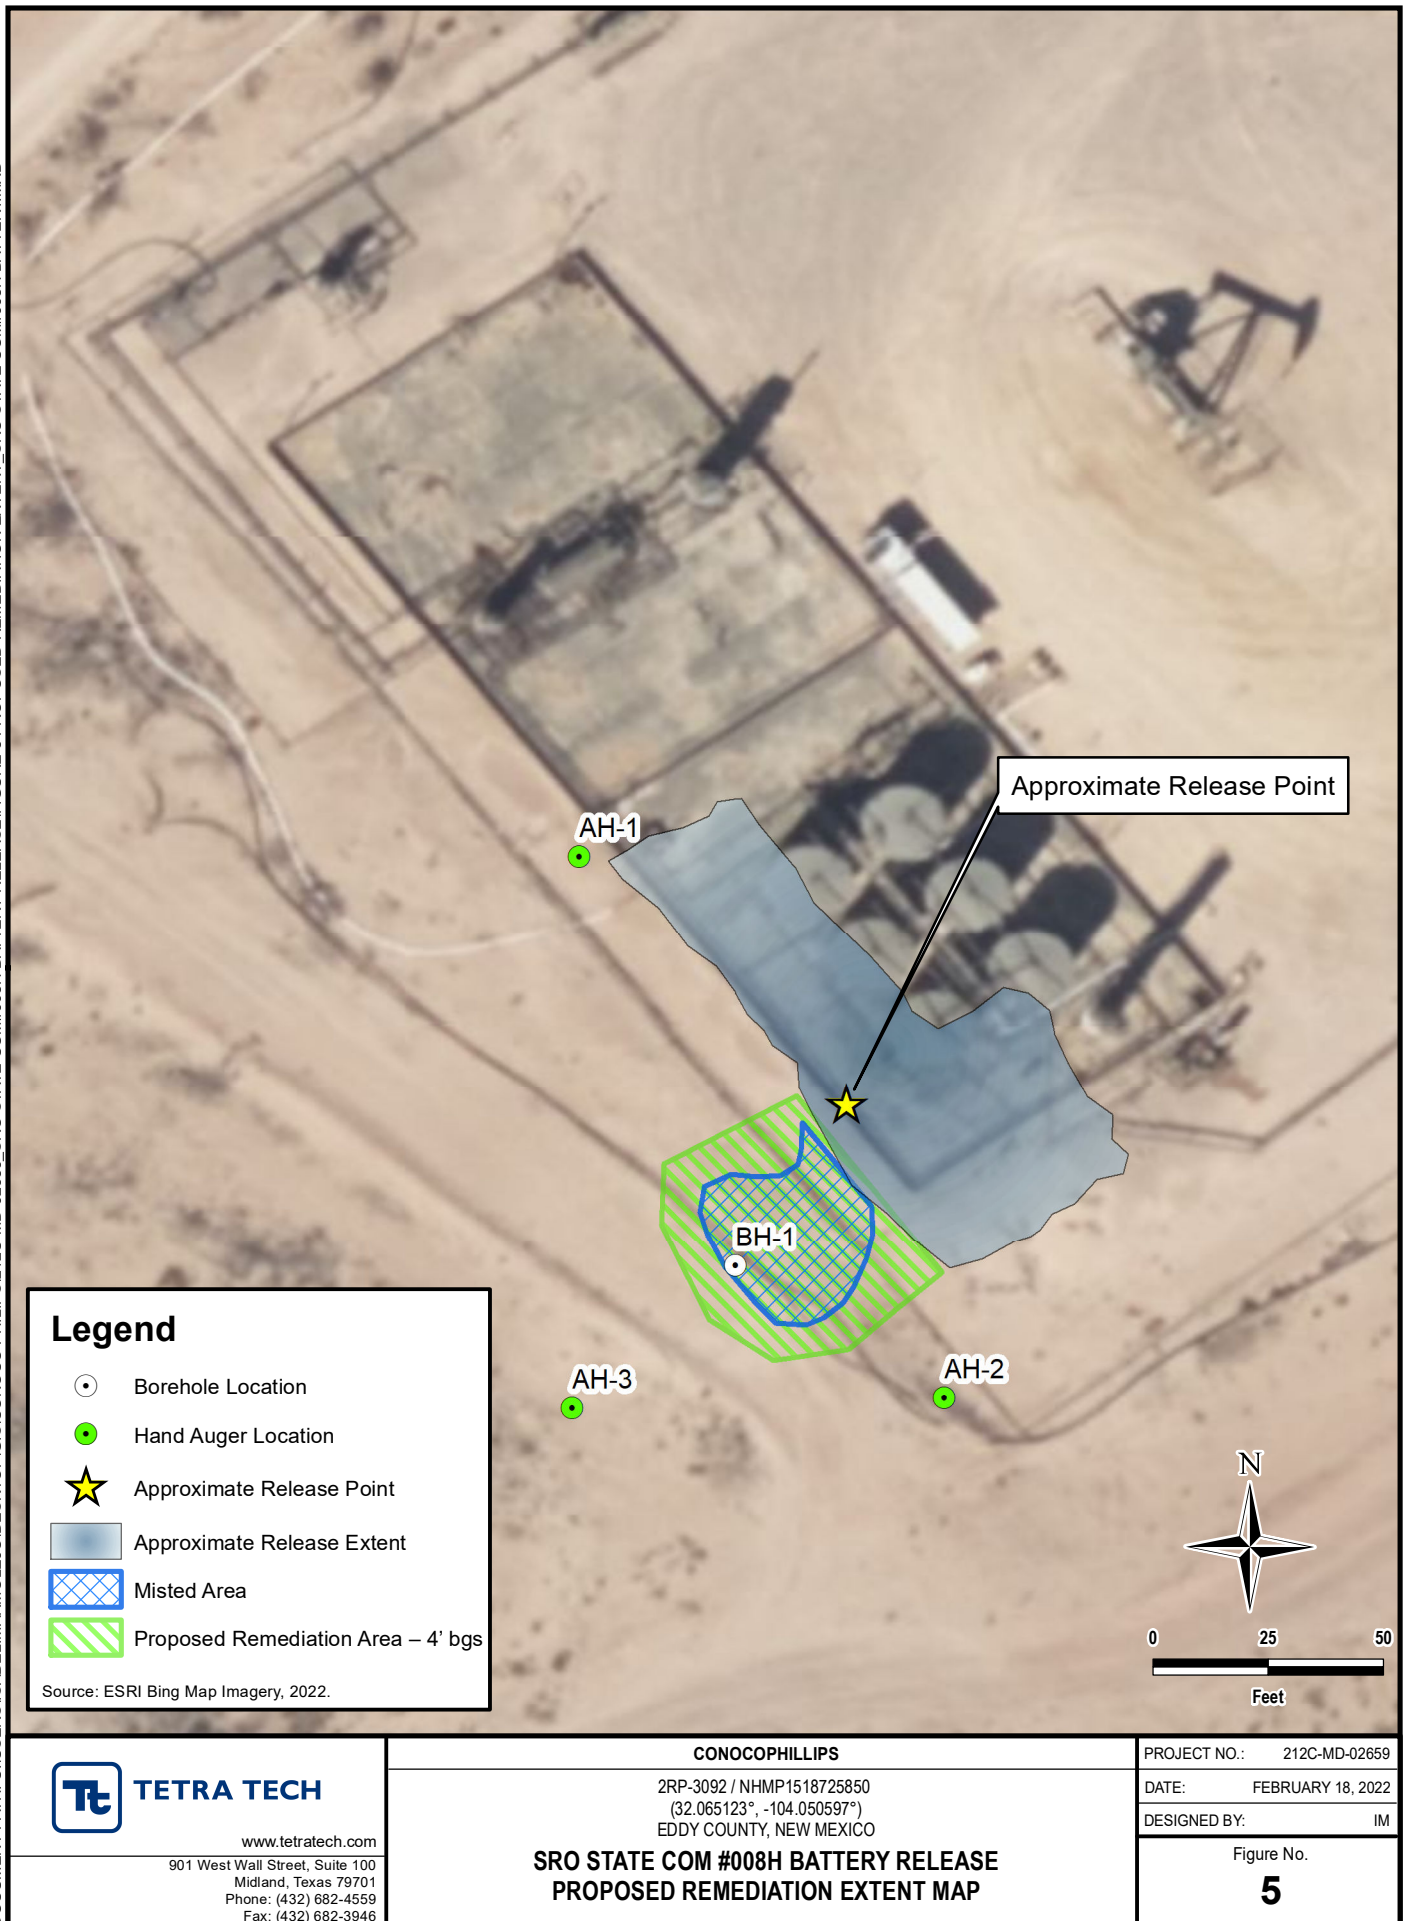 Approximate Release Point
AH-1
BH-1
AH-3
AH-2
Legend
Borehole Location
Hand Auger Location
Approximate Release Point
Approximate Release Extent
Misted Area
Proposed Remediation Area – 4' bgs
Source: ESRI Bing Map Imagery, 2022.
N
0 25 50
Feet
Tt TETRA TECH
www.tetratech.com
901 West Wall Street, Suite 100
Midland, Texas 79701
Phone: (432) 682-4559
Fax: (432) 682-3946
CONOCOPHILLIPS
2RP-3092 / NHMP1518725850
(32.065123°, -104.050597°)
EDDY COUNTY, NEW MEXICO
SRO STATE COM #008H BATTERY RELEASE
PROPOSED REMEDIATION EXTENT MAP
PROJECT NO.: 212C-MD-02659
DATE: FEBRUARY 18, 2022
DESIGNED BY: IM
Figure No.
5